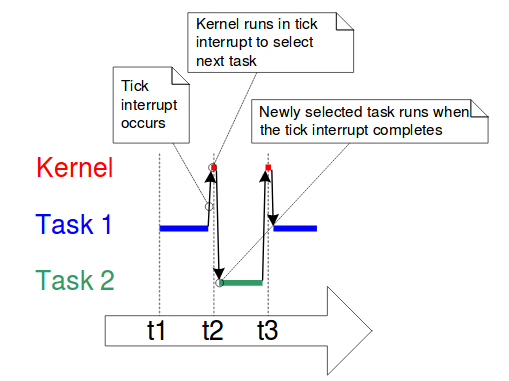 Kernel runs in tick
interrupt to select
next task
Tick
interrupt
occurs
Newly selected task runs when
the tick interrupt completes
Kernel
Task 1
Task 2
t1 t2 t3